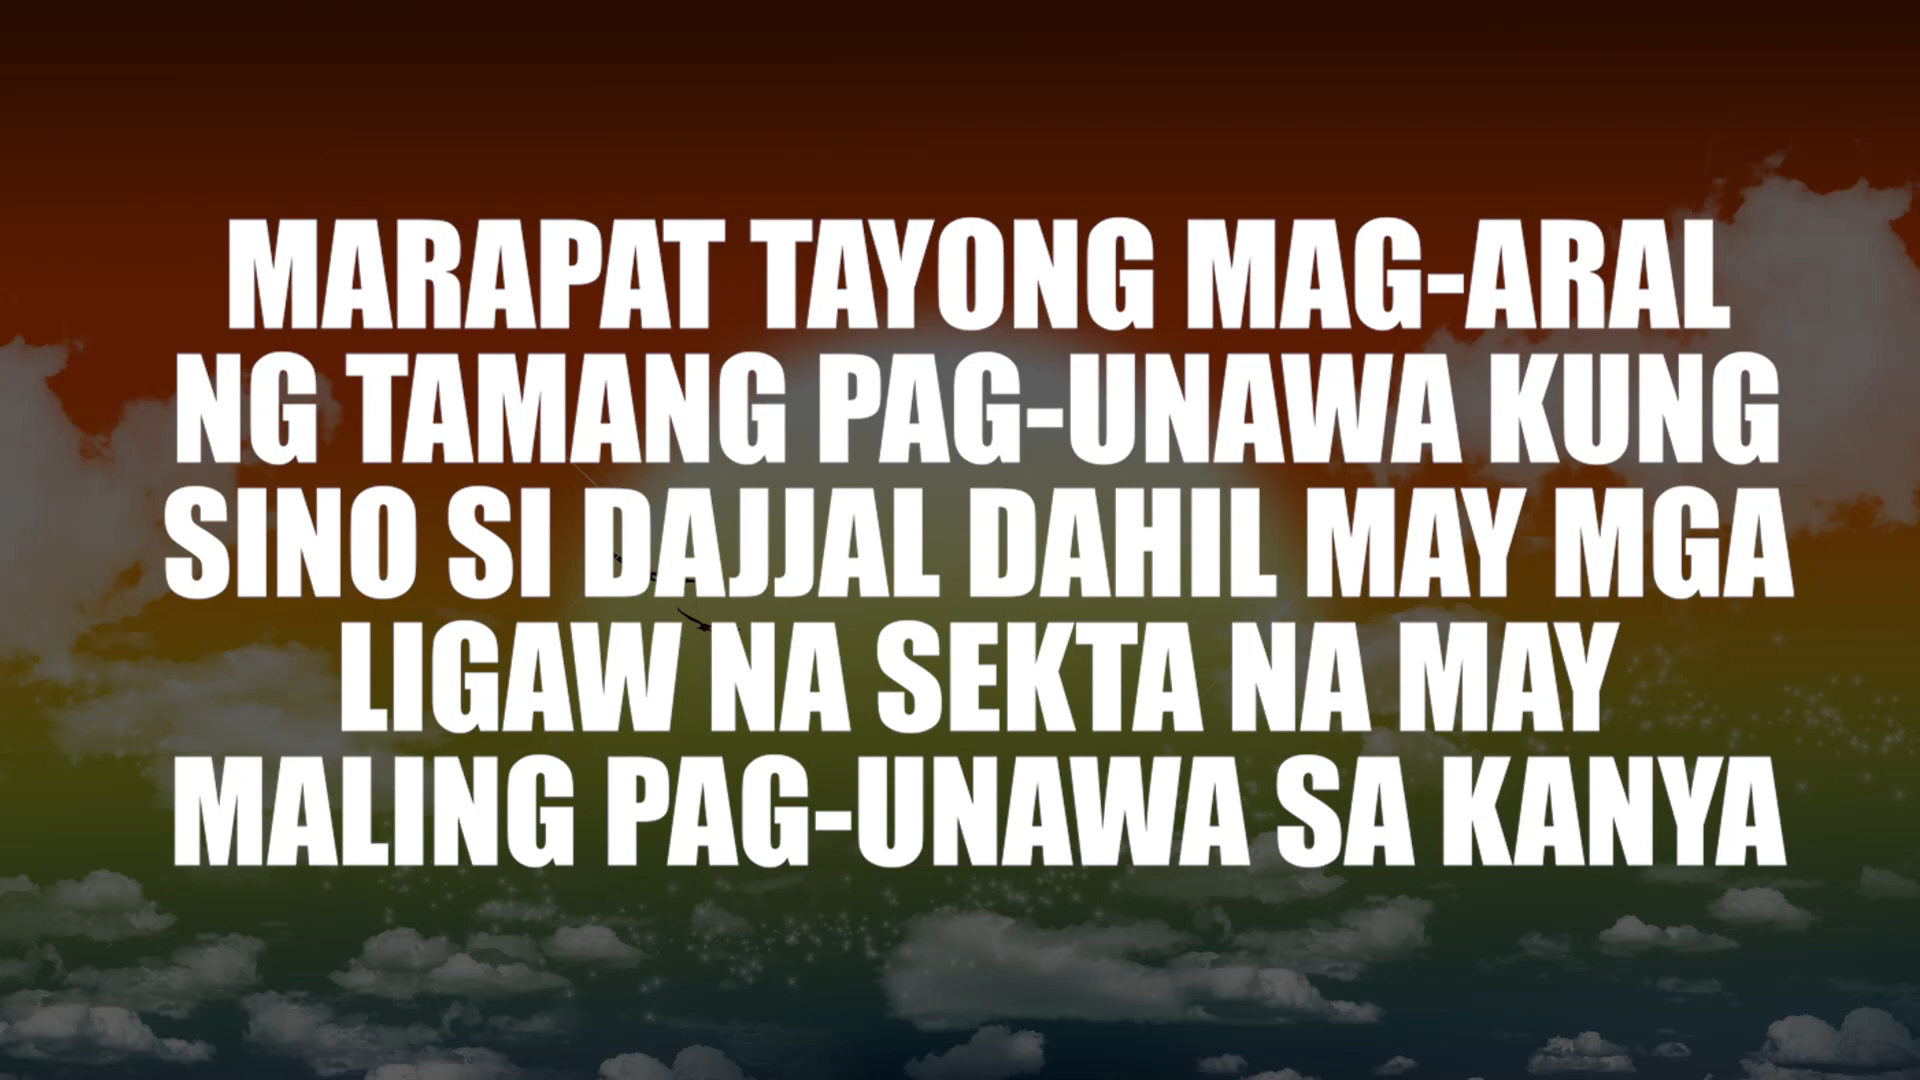 MARAPAT TAYONG MAG-ARAL
NG TAMANG PAG-UNAWA KUNG
SINO SI DAJJAL DAHIL MAY MGA
LIGAW NA SEKTA NA MAY
MALING PAG-UNAWA SA KANYA